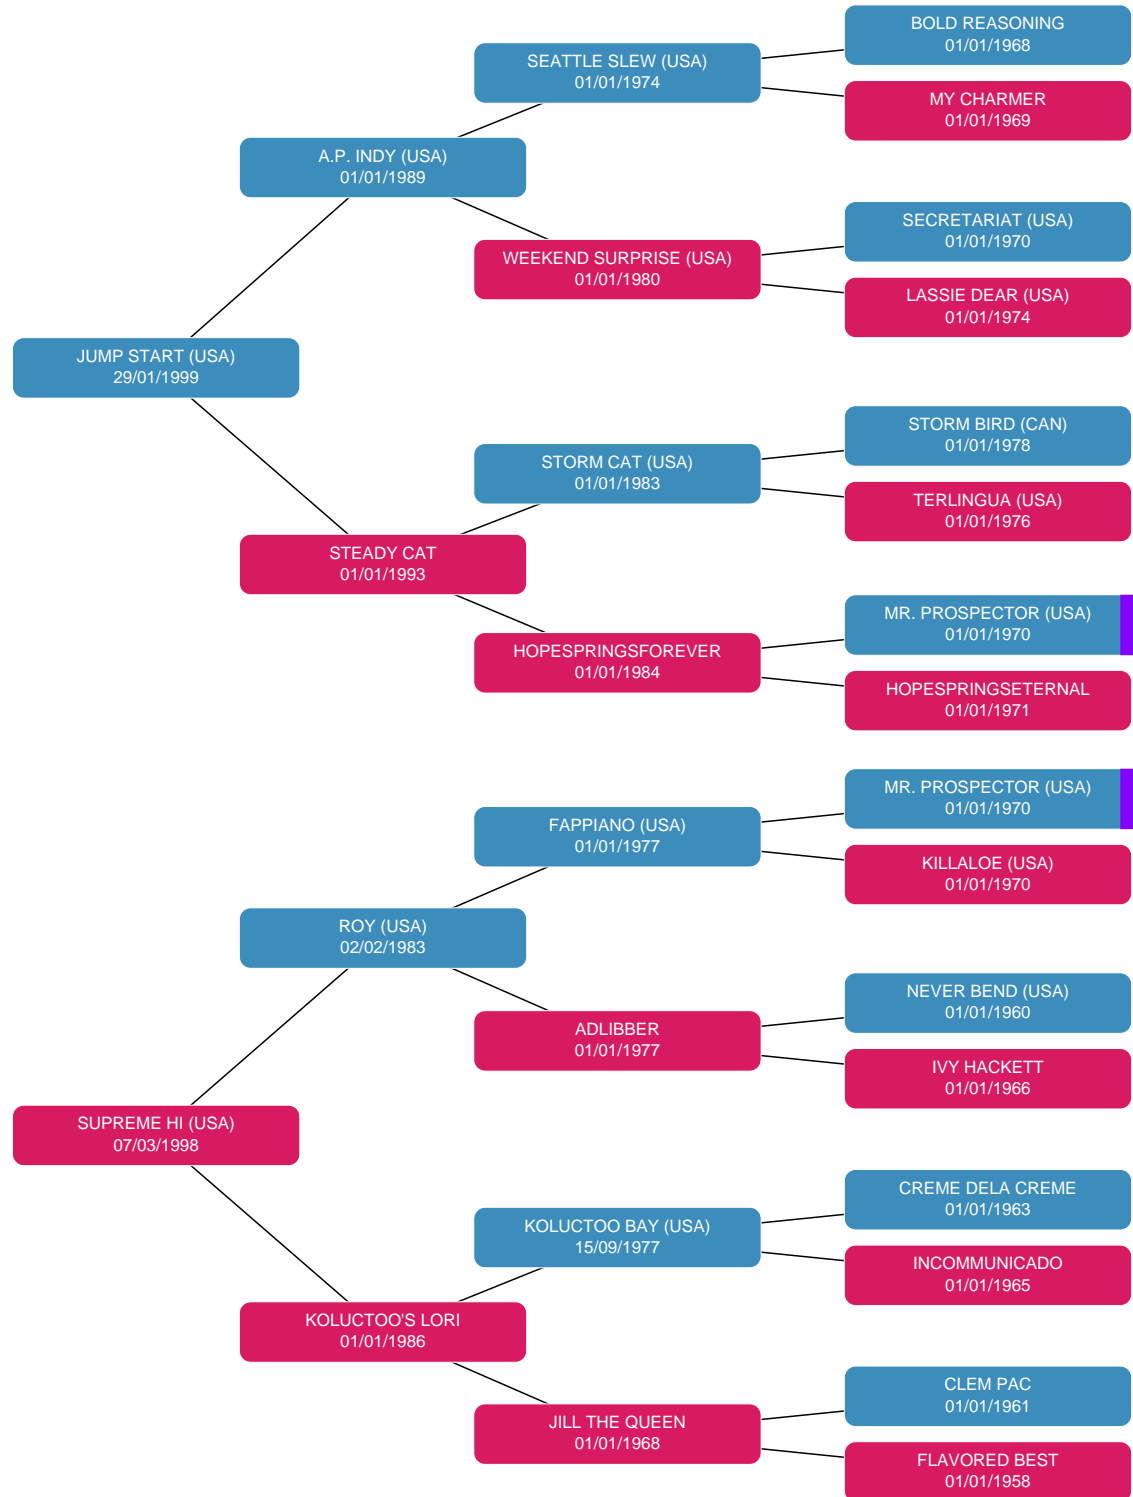 BOLD REASONING
01/01/1968
SEATTLE SLEW (USA)
01/01/1974
MY CHARMER
01/01/1969
A.P. INDY (USA)
01/01/1989
SECRETARIAT (USA)
01/01/1970
WEEKEND SURPRISE (USA)
01/01/1980
LASSIE DEAR (USA)
01/01/1974
JUMP START (USA)
29/01/1999
STORM BIRD (CAN)
01/01/1978
STORM CAT (USA)
01/01/1983
TERLINGUA (USA)
01/01/1976
STEADY CAT
01/01/1993
MR. PROSPECTOR (USA)
01/01/1970
HOPESPRINGSFOREVER
01/01/1984
HOPESPRINGSETERNAL
01/01/1971
MR. PROSPECTOR (USA)
01/01/1970
FAPPIANO (USA)
01/01/1977
KILLALOE (USA)
01/01/1970
ROY (USA)
02/02/1983
NEVER BEND (USA)
01/01/1960
ADLIBBER
01/01/1977
IVY HACKETT
01/01/1966
SUPREME HI (USA)
07/03/1998
CREME DELA CREME
01/01/1963
KOLUCTOO BAY (USA)
15/09/1977
INCOMMUNICADO
01/01/1965
KOLUCTOO'S LORI
01/01/1986
CLEM PAC
01/01/1961
JILL THE QUEEN
01/01/1968
FLAVORED BEST
01/01/1958